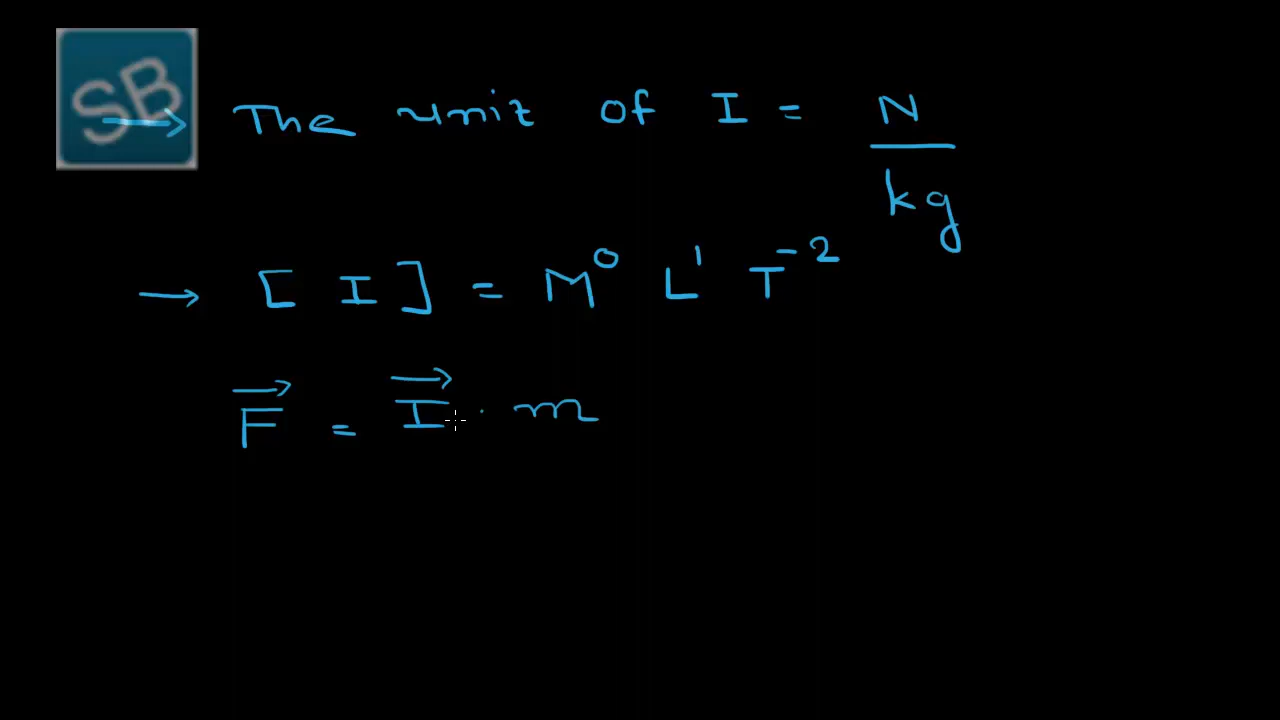 SB
→ The unit of I = N/kg
→ [ I ] = M⁰ L¹ T⁻²
F⃗ = I⃗ · m